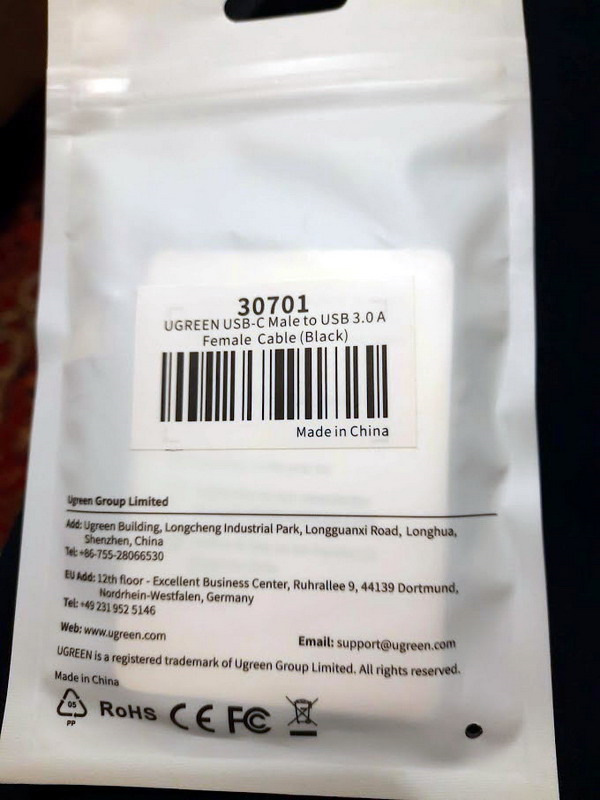 30701
UGREEN USB-C Male to USB 3.0 A
Female Cable (Black)
Made in China
Ugreen Group Limited
Add: Ugreen Building, Longcheng Industrial Park, Longguanxi Road, Longhua,
Shenzhen, China
Tel: +86-755-28066530
EU Add: 12th floor - Excellent Business Center, Ruhrallee 9, 44139 Dortmund,
Nordrhein-Westfalen, Germany
Tel: +49 231 952 5146
Web: www.ugreen.com
Email: support@ugreen.com
UGREEN is a registered trademark of Ugreen Group Limited. All rights reserved.
Made in China
05
PP
RoHS CE FC